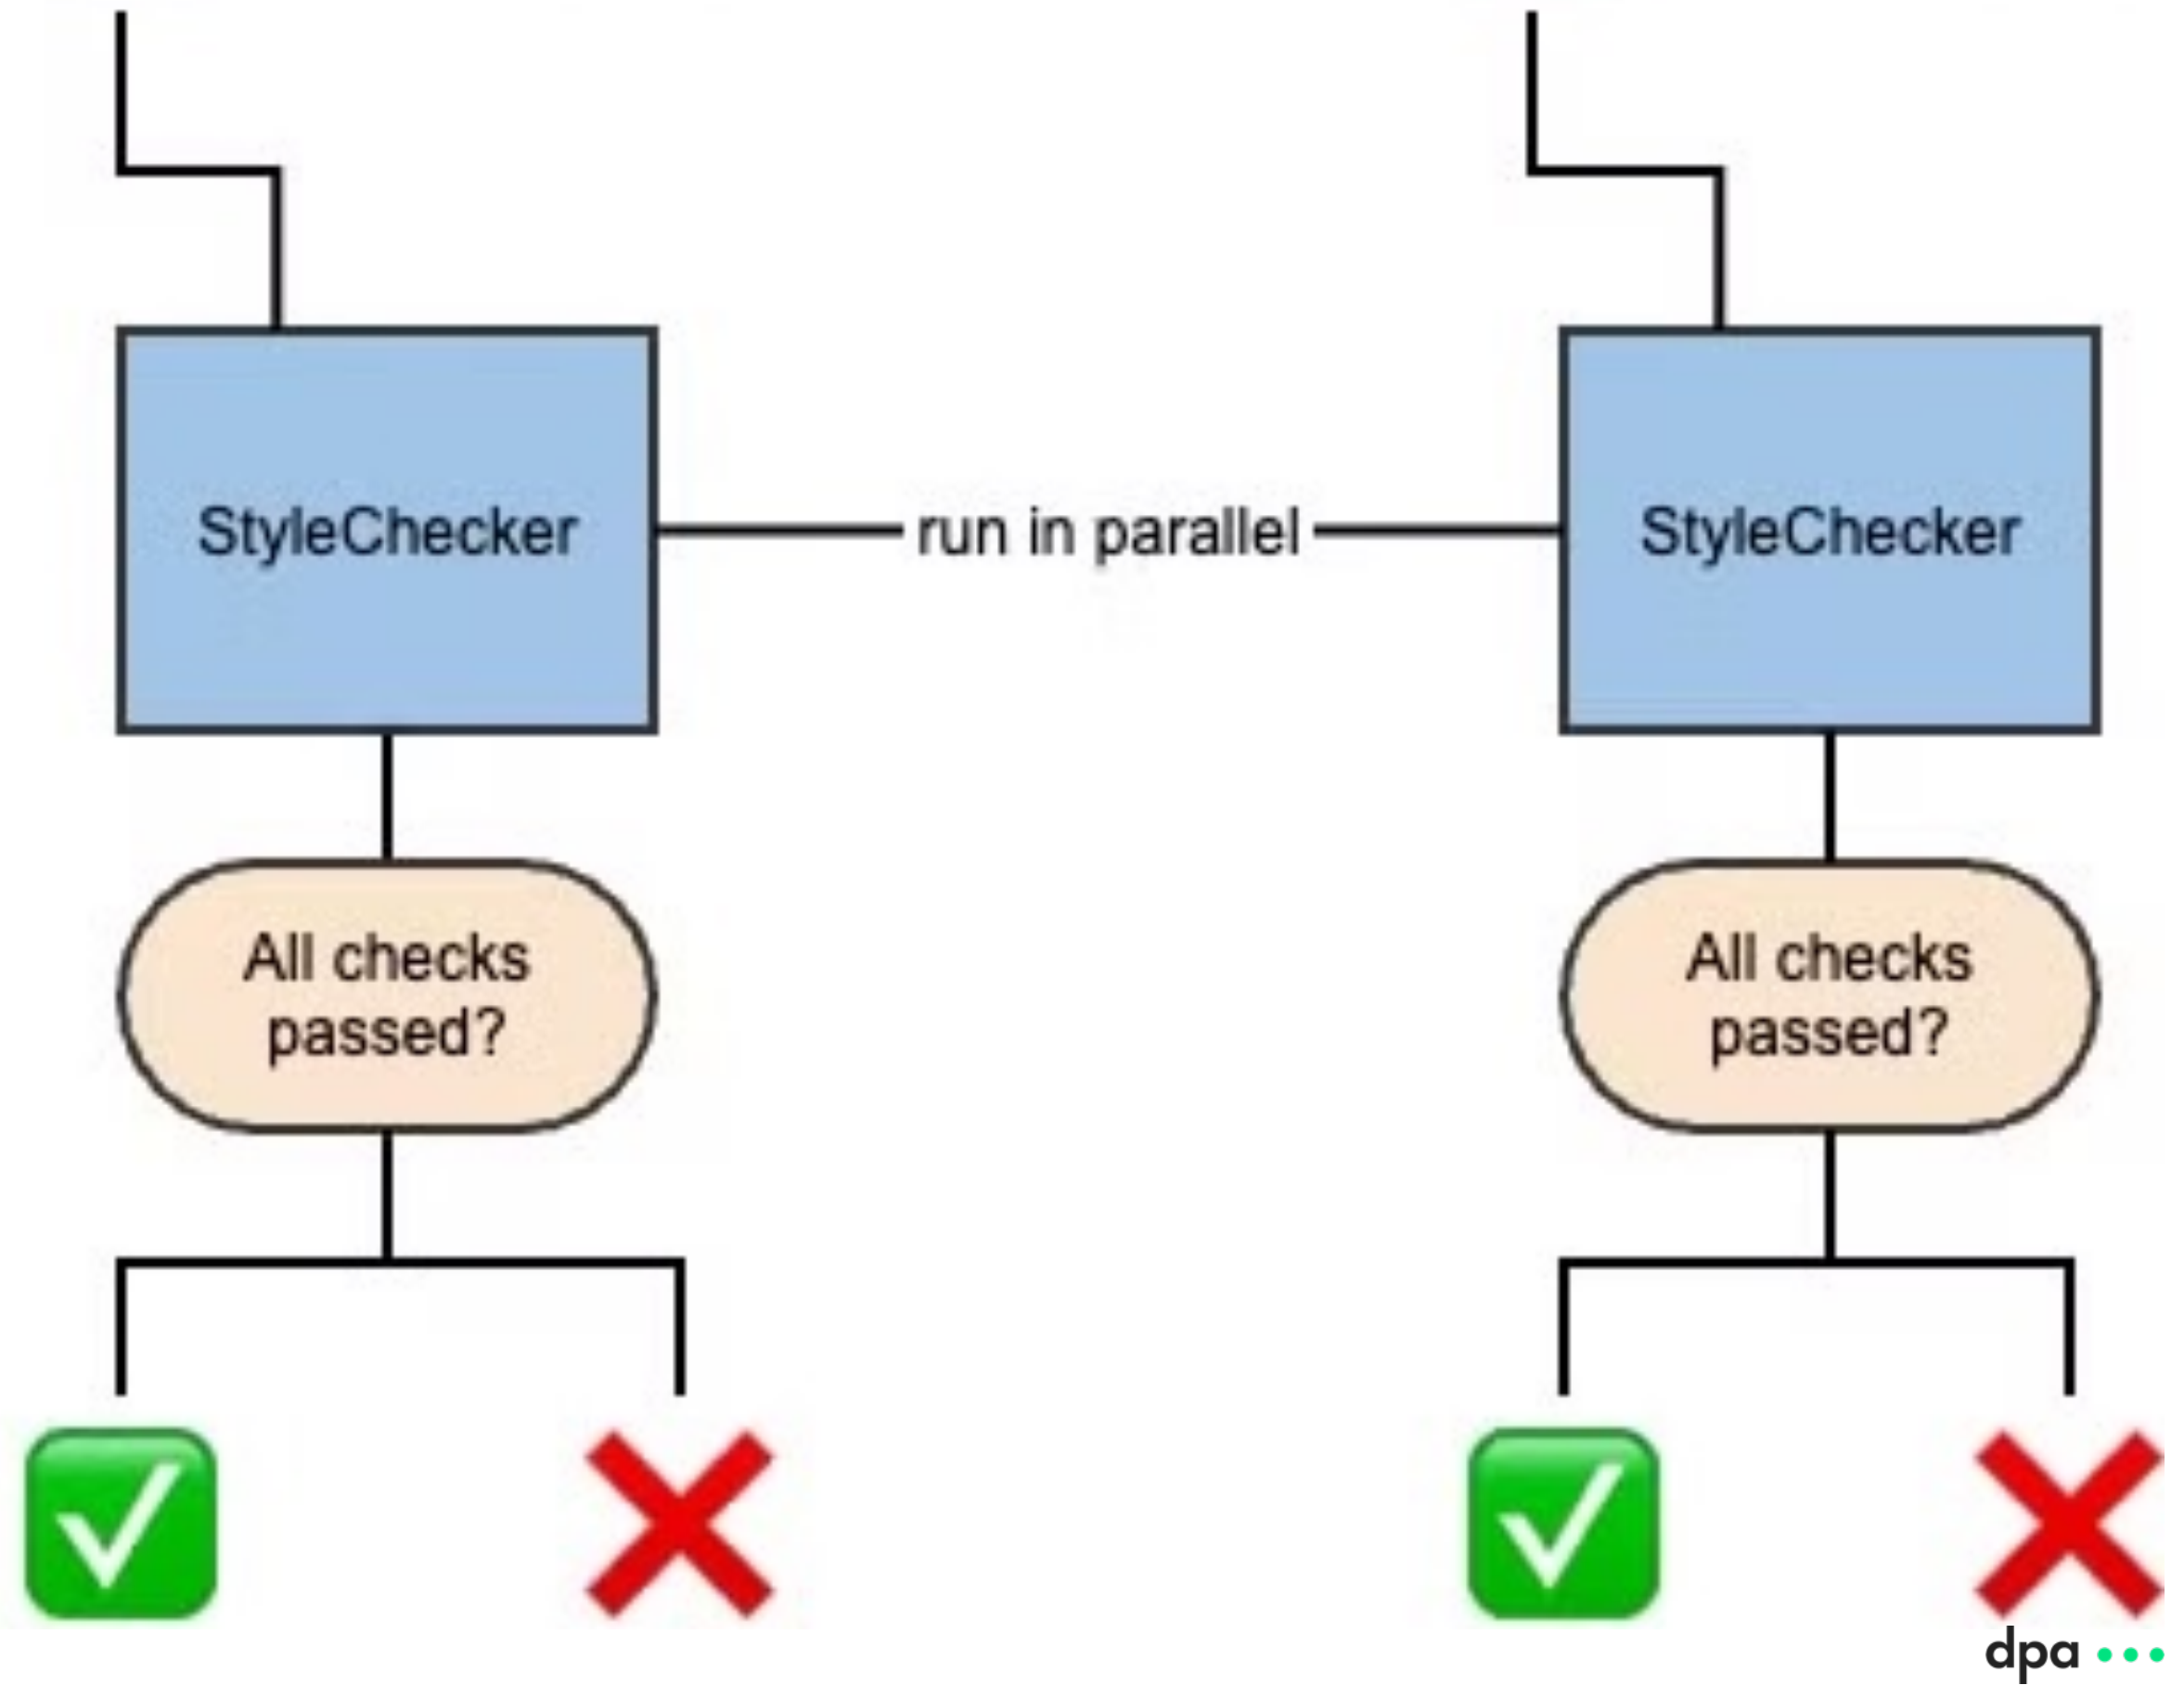 StyleChecker
run in parallel
StyleChecker
All checks
passed?
All checks
passed?
dpa